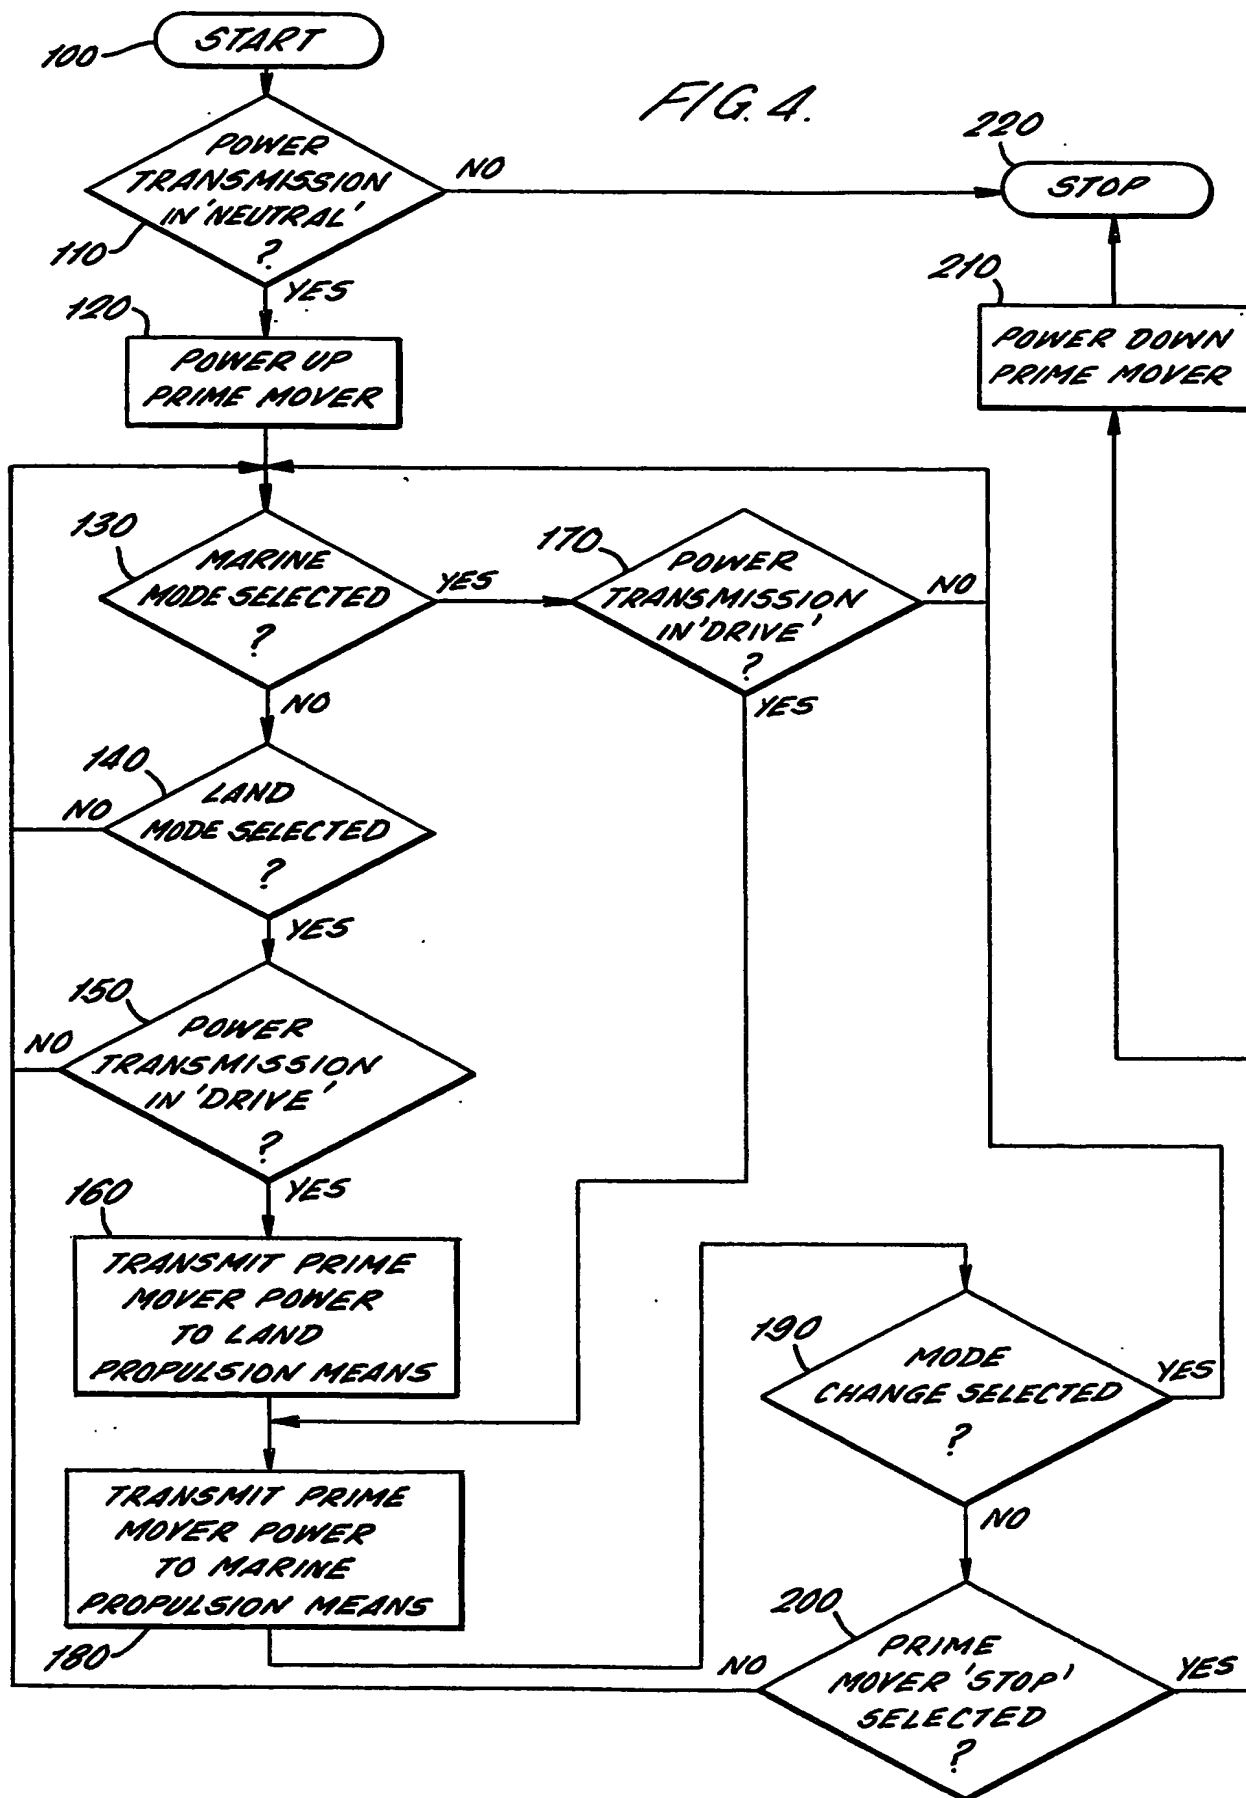 FIG. 4.
100
START
POWER
TRANSMISSION
IN 'NEUTRAL'
?
110
NO
YES
220
STOP
210
POWER DOWN
PRIME MOVER
120
POWER UP
PRIME MOVER
130
MARINE
MODE SELECTED
?
YES
NO
170
POWER
TRANSMISSION
IN 'DRIVE'
?
NO
YES
140
LAND
MODE SELECTED
?
NO
YES
150
POWER
TRANSMISSION
IN 'DRIVE'
?
NO
YES
160
TRANSMIT PRIME
MOVER POWER
TO LAND
PROPULSION MEANS
TRANSMIT PRIME
MOVER POWER
TO MARINE
PROPULSION MEANS
180
190
MODE
CHANGE SELECTED
?
YES
NO
200
PRIME
MOVER 'STOP'
SELECTED
?
NO
YES